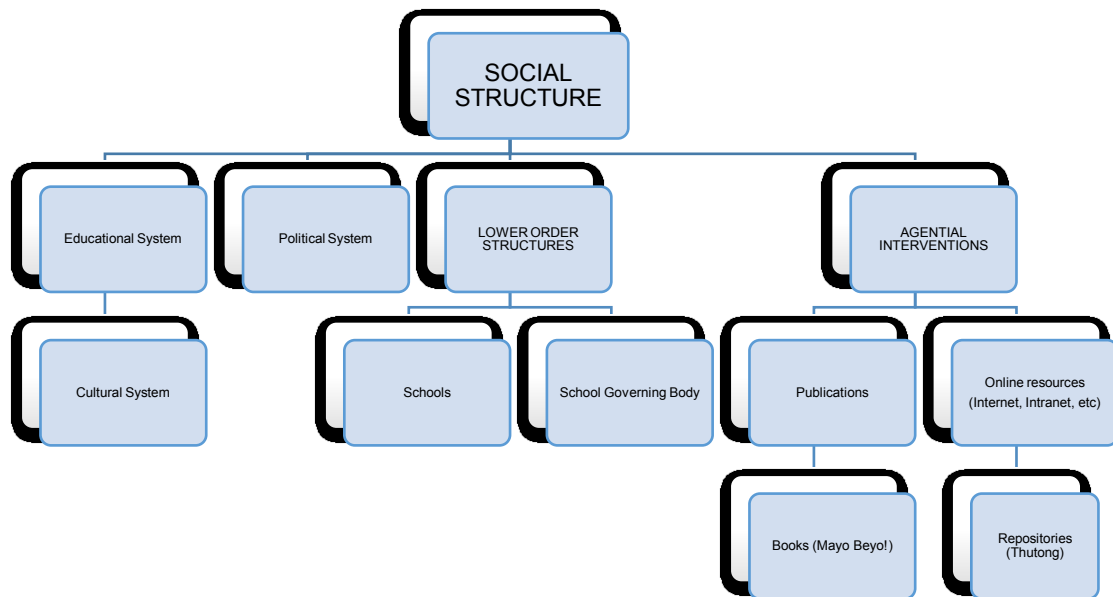 SOCIAL
STRUCTURE
Educational System
Political System
LOWER ORDER
STRUCTURES
AGENTIAL
INTERVENTIONS
Cultural System
Schools
School Governing Body
Publications
Online resources
(Internet, Intranet, etc)
Books (Mayo Beyo!)
Repositories
(Thutong)